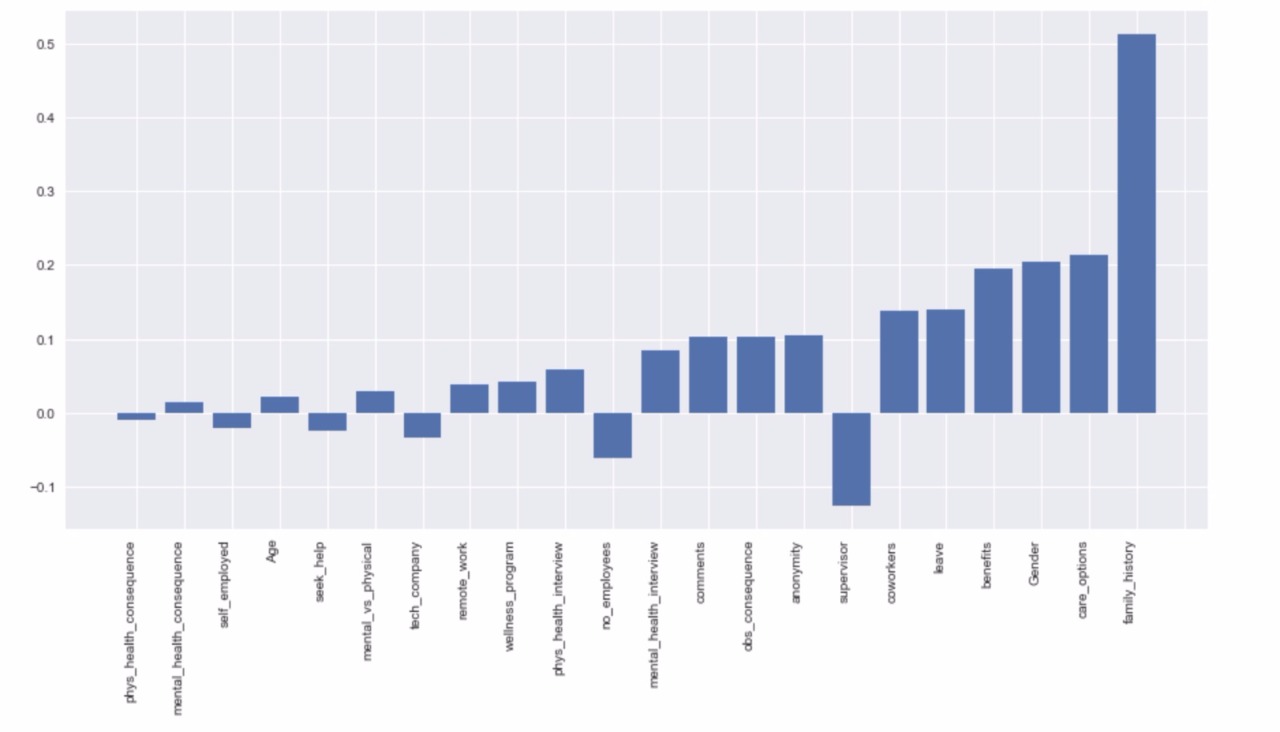 0.5
0.4
0.3
0.2
0.1
0.0
−0.1
phys_health_consequence
mental_health_consequence
self_employed
Age
seek_help
mental_vs_physical
tech_company
remote_work
wellness_program
phys_health_interview
no_employees
mental_health_interview
comments
obs_consequence
anonymity
supervisor
coworkers
leave
benefits
Gender
care_options
family_history